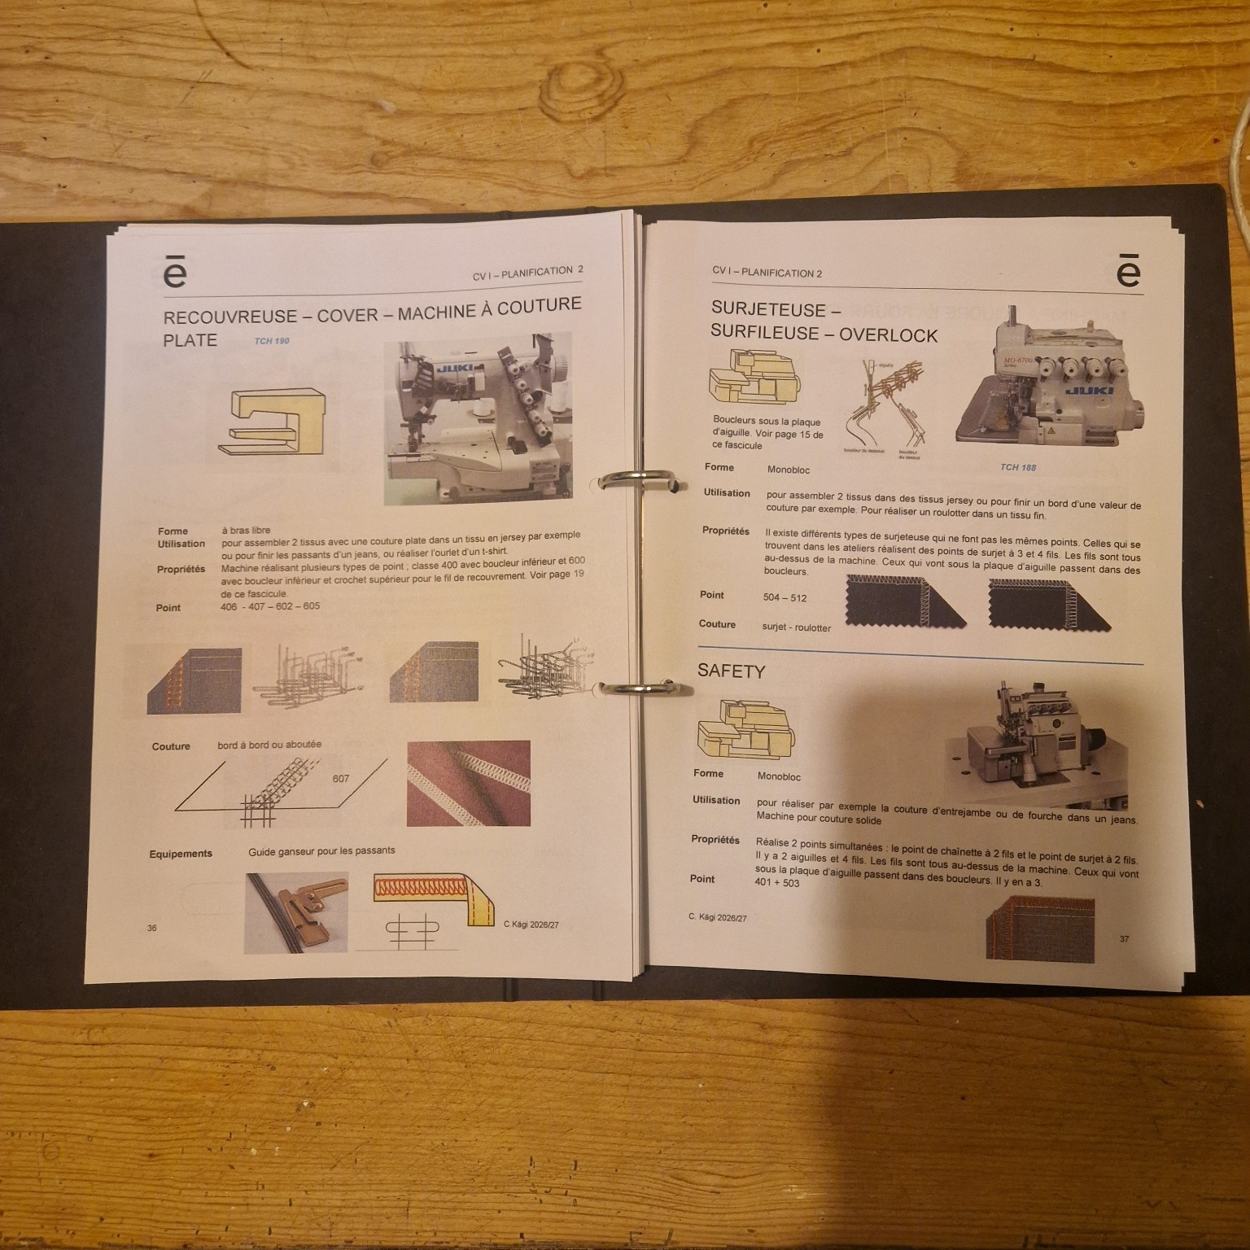 ē
CV I – PLANIFICATION 2
RECOUVREUSE – COVER – MACHINE À COUTURE
PLATE TCH 190
JUKI
Forme à bras libre
Utilisation pour assembler 2 tissus avec une couture plate dans un tissu en jersey par exemple
ou pour finir les passants d'un jeans, ou réaliser l'ourlet d'un t-shirt.
Propriétés Machine réalisant plusieurs types de point ; classe 400 avec boucleur inférieur et 600
avec boucleur inférieur et crochet supérieur pour le fil de recouvrement. Voir page 19
de ce fascicule.
Point 406 - 407 – 602 – 605
Couture bord à bord ou aboutée
607
Equipements Guide ganseur pour les passants
36
C. Kägi 2026/27
CV I – PLANIFICATION 2
ē
SURJETEUSE –
SURFILEUSE – OVERLOCK
MO-6700
JUKI
Boucleurs sous la plaque
d'aiguille. Voir page 15 de
ce fascicule
TCH 188
Forme Monobloc
Utilisation pour assembler 2 tissus dans des tissus jersey ou pour finir un bord d'une valeur de
couture par exemple. Pour réaliser un roulotter dans un tissu fin.
Propriétés Il existe différents types de surjeteuse qui ne font pas les mêmes points. Celles qui se
trouvent dans les ateliers réalisent des points de surjet à 3 et 4 fils. Les fils sont tous
au-dessus de la machine. Ceux qui vont sous la plaque d'aiguille passent dans des
boucleurs.
Point 504 – 512
Couture surjet - roulotter
SAFETY
Forme Monobloc
Utilisation pour réaliser par exemple la couture d'entrejambe ou de fourche dans un jeans.
Machine pour couture solide
Propriétés Réalise 2 points simultanées : le point de chaînette à 2 fils et le point de surjet à 2 fils.
Il y a 2 aiguilles et 4 fils. Les fils sont tous au-dessus de la machine. Ceux qui vont
sous la plaque d'aiguille passent dans des boucleurs. Il y en a 3.
Point 401 + 503
C. Kägi 2026/27
37